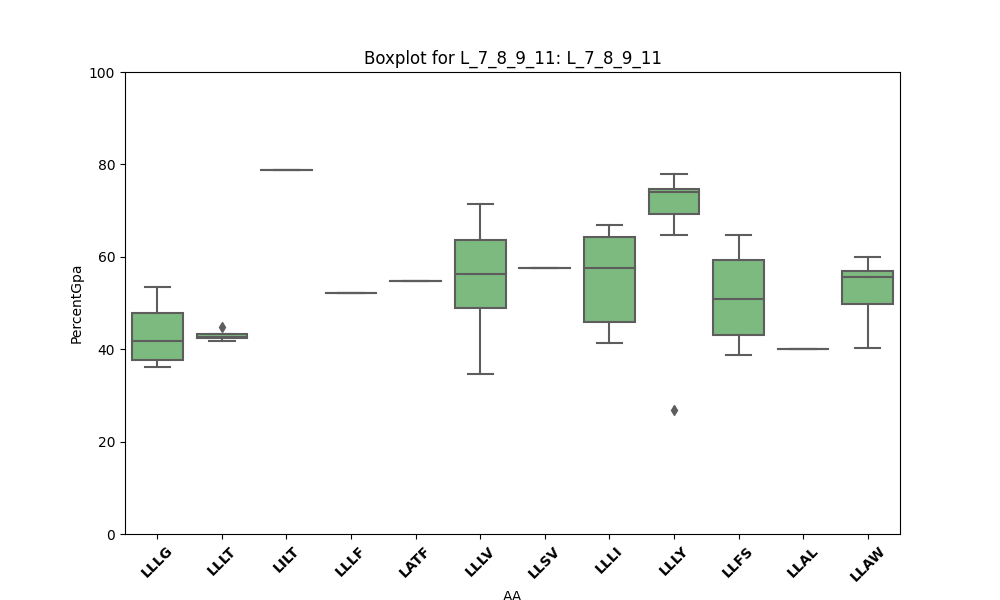 Boxplot for L_7_8_9_11: L_7_8_9_11
100
80
60
40
20
0
PercentGpa
LLLG
LLLT
LILT
LLLF
LATF
LLLV
LLSV
LLLI
LLLY
LLFS
LLAL
LLAW
AA